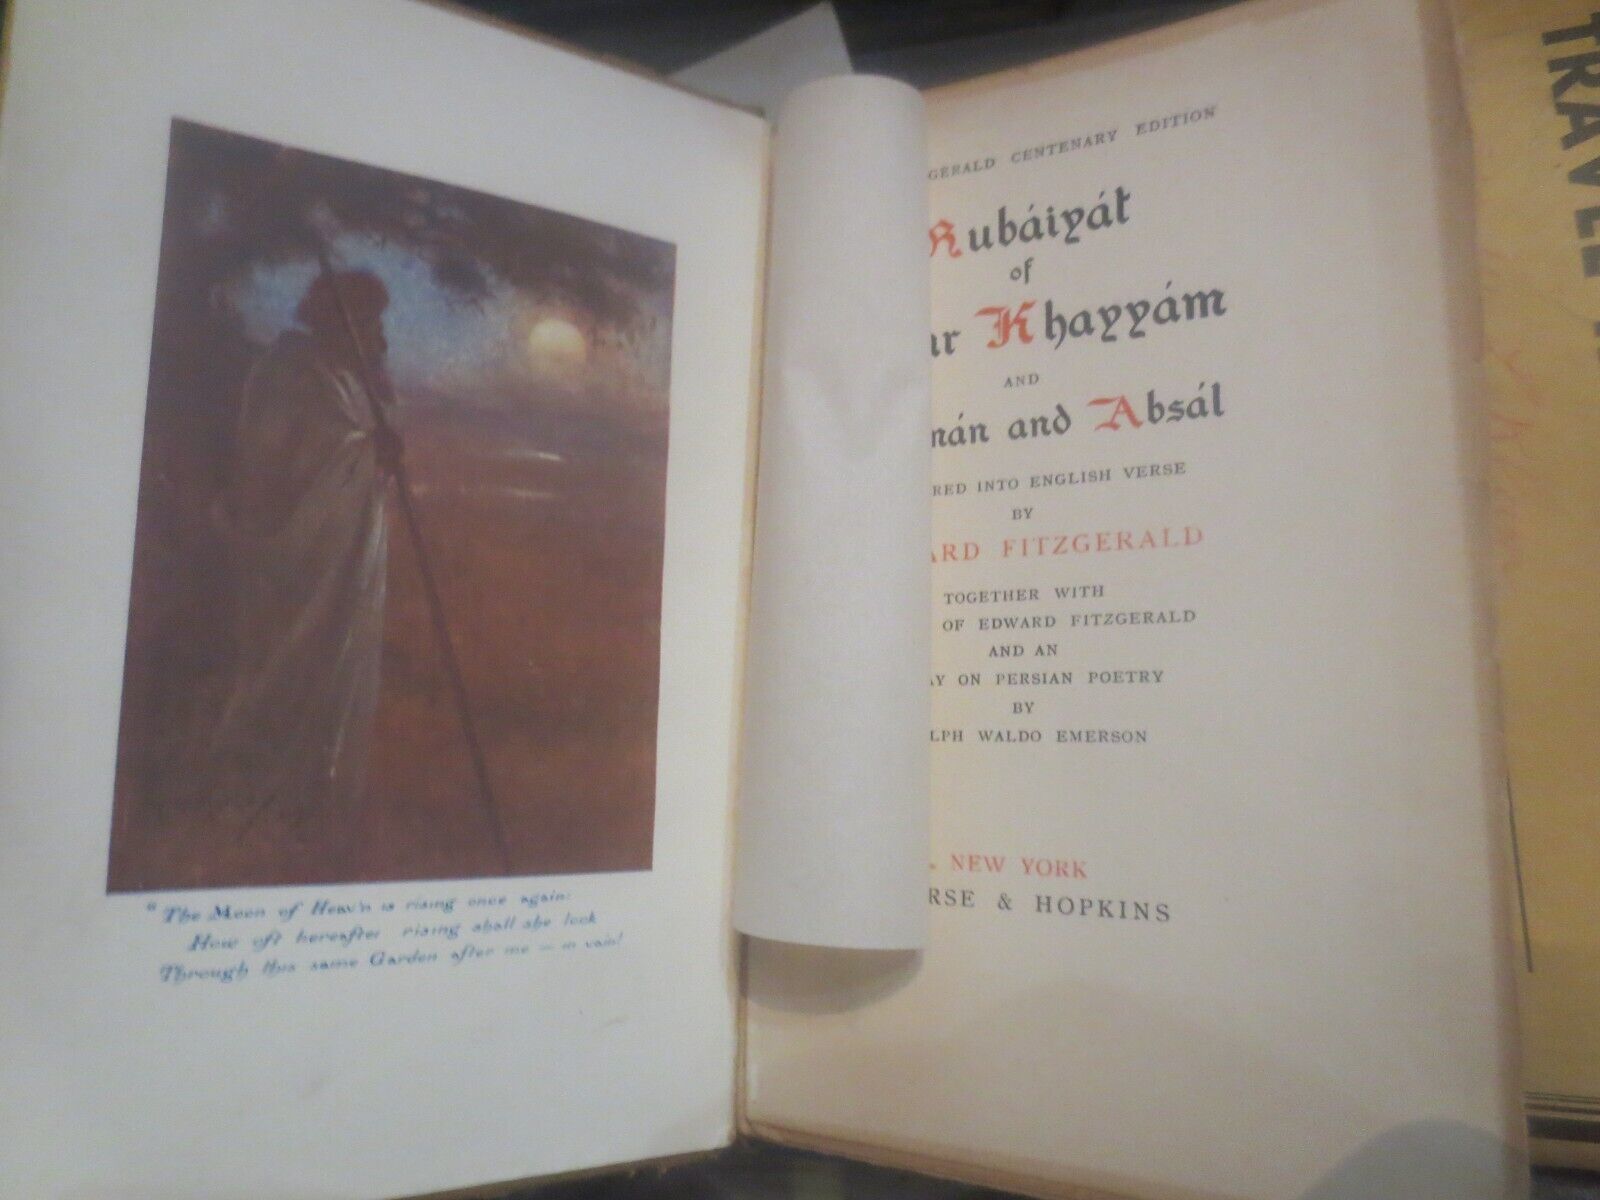 "The Moon of Heav'n is rising once again:
How oft hereafter rising shall she look
Through this same Garden after me — in vain!
GERALD CENTENARY EDITION
Rubáiyát
of
ar Khayyám
AND
mán and Absál
RED INTO ENGLISH VERSE
BY
ARD FITZGERALD
TOGETHER WITH
OF EDWARD FITZGERALD
AND AN
AY ON PERSIAN POETRY
BY
LPH WALDO EMERSON
NEW YORK
RSE & HOPKINS
TRAVEL